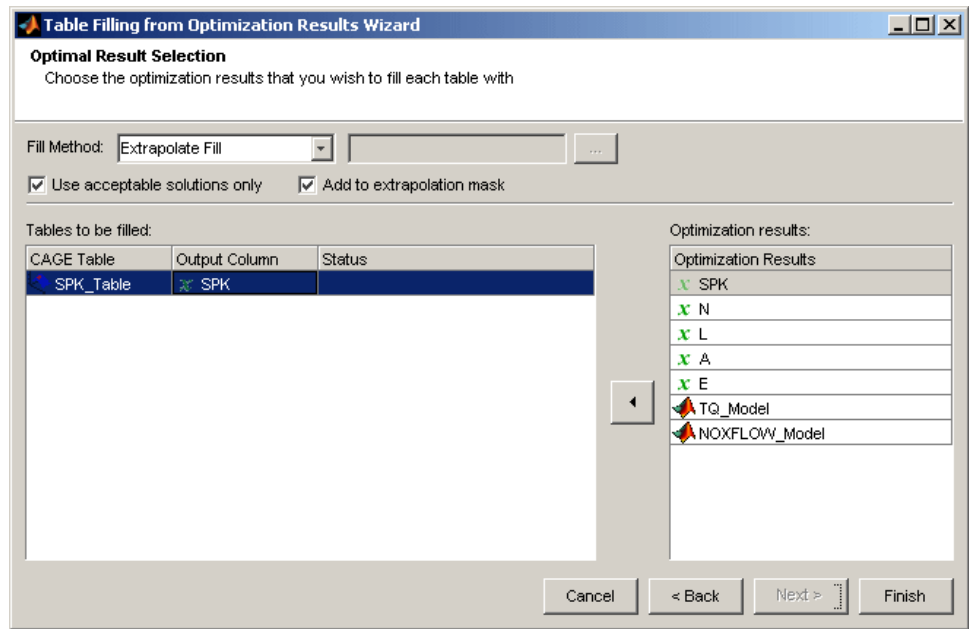 Table Filling from Optimization Results Wizard
Optimal Result Selection
Choose the optimization results that you wish to fill each table with
Fill Method: Extrapolate Fill ...
Use acceptable solutions only Add to extrapolation mask
Tables to be filled: Optimization results:
CAGE Table Output Column Status Optimization Results
SPK_Table x SPK x SPK
x N
x L
x A
x E
TQ_Model
NOXFLOW_Model
Cancel < Back Next > Finish